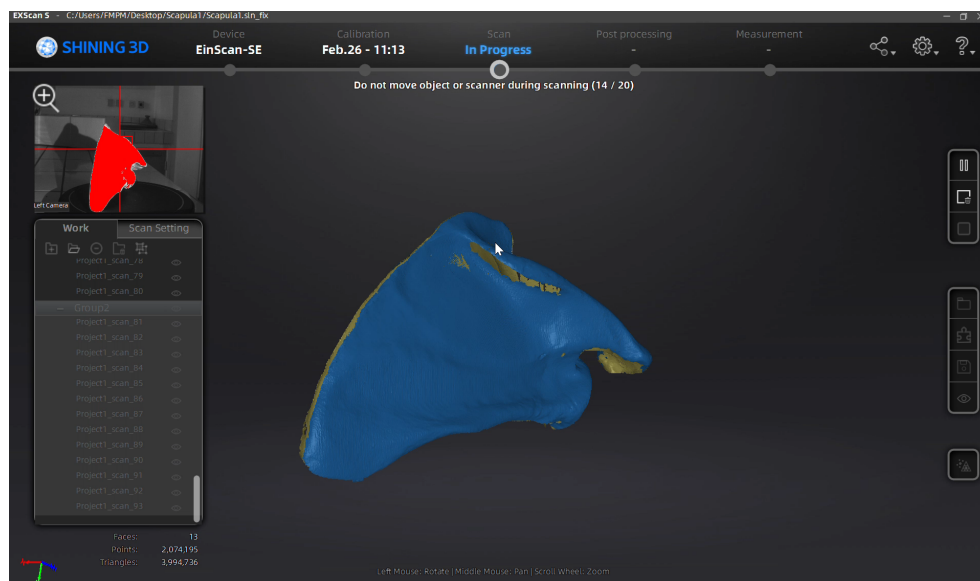 EXScan S - C:/Users/FMPM/Desktop/Scapula1/Scapula1.sln_fix
SHINING 3D
Device
EinScan-SE
Calibration
Feb.26 - 11:13
Scan
In Progress
Post processing
-
Measurement
-
Do not move object or scanner during scanning (14 / 20)
Left Camera
Work
Scan Setting
Project1_scan_78
Project1_scan_79
Project1_scan_80
Group2
Project1_scan_81
Project1_scan_82
Project1_scan_83
Project1_scan_84
Project1_scan_85
Project1_scan_86
Project1_scan_87
Project1_scan_88
Project1_scan_89
Project1_scan_90
Project1_scan_91
Project1_scan_92
Project1_scan_93
Faces: 13
Points: 2,074,195
Triangles: 3,994,736
Left Mouse: Rotate | Middle Mouse: Pan | Scroll Wheel: Zoom